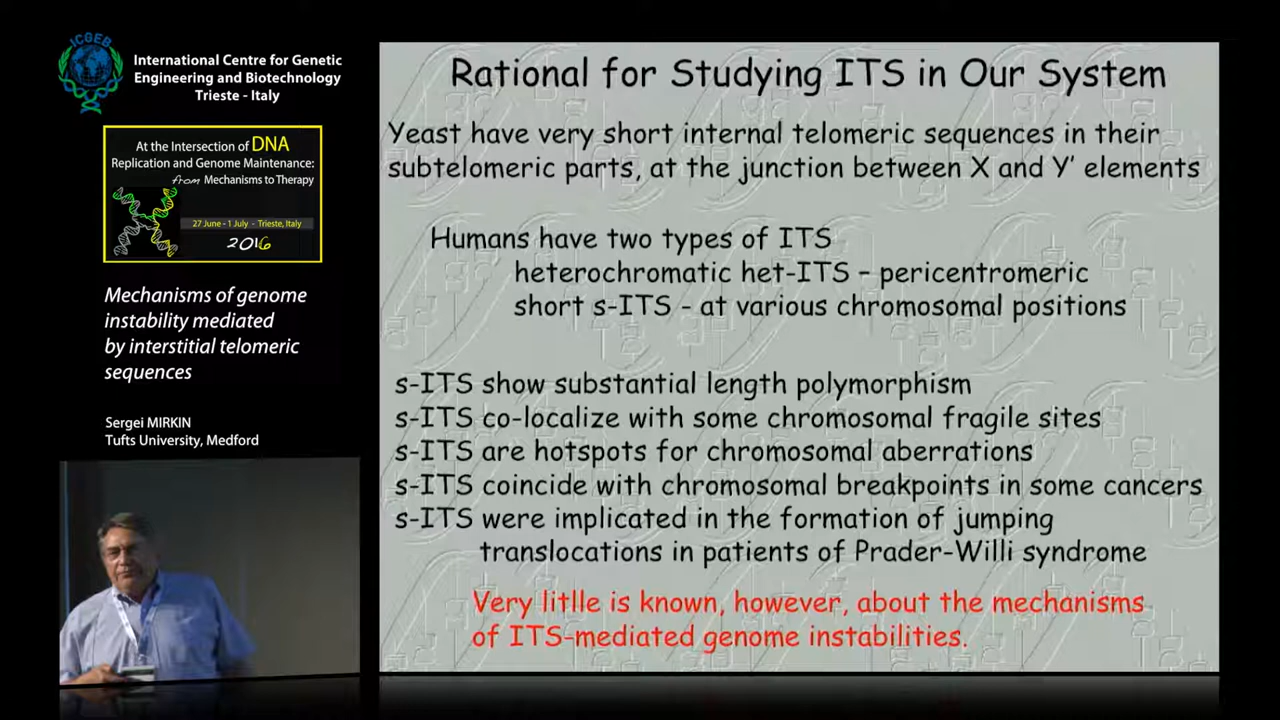 ICGEB
International Centre for Genetic
Engineering and Biotechnology
Trieste - Italy
At the Intersection of DNA
Replication and Genome Maintenance:
from Mechanisms to Therapy
27 June - 1 July - Trieste, Italy
2016
Mechanisms of genome
instability mediated
by interstitial telomeric
sequences
Sergei MIRKIN
Tufts University, Medford
Rational for Studying ITS in Our System
Yeast have very short internal telomeric sequences in their
subtelomeric parts, at the junction between X and Y' elements
Humans have two types of ITS
heterochromatic het-ITS – pericentromeric
short s-ITS - at various chromosomal positions
s-ITS show substantial length polymorphism
s-ITS co-localize with some chromosomal fragile sites
s-ITS are hotspots for chromosomal aberrations
s-ITS coincide with chromosomal breakpoints in some cancers
s-ITS were implicated in the formation of jumping
translocations in patients of Prader-Willi syndrome
Very litlle is known, however, about the mechanisms
of ITS-mediated genome instabilities.